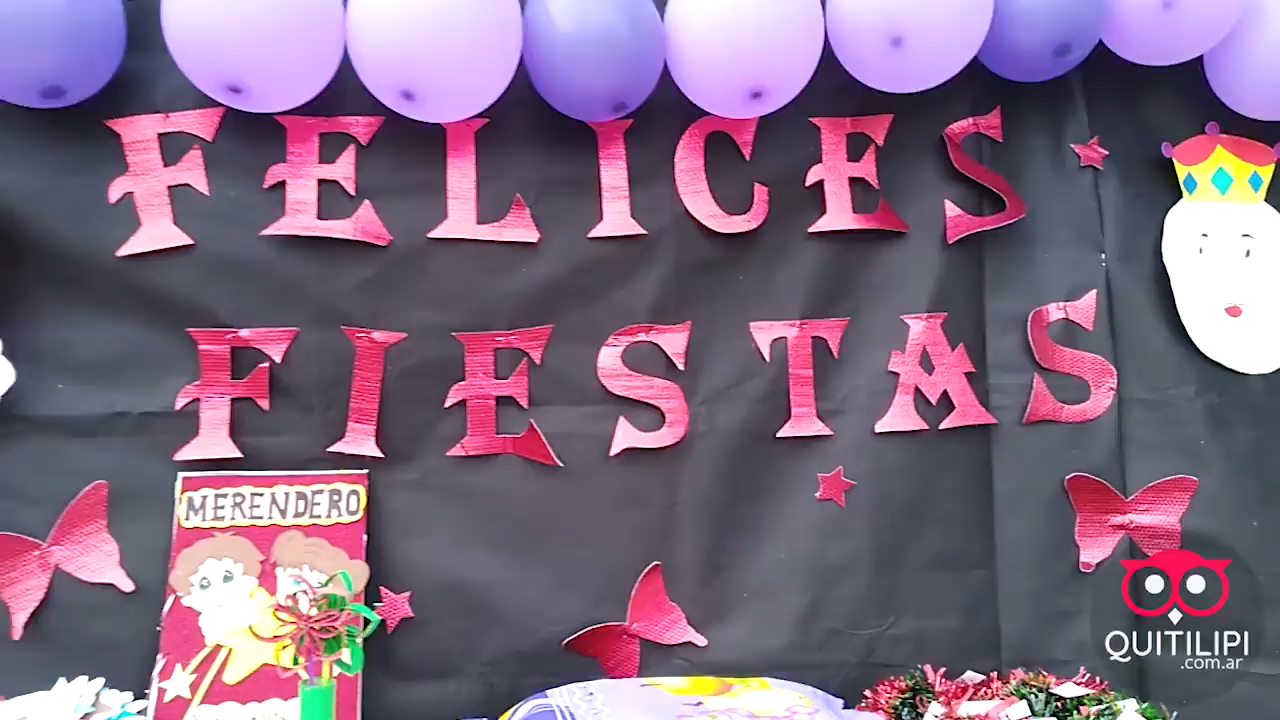 FELICES
FIESTAS
MERENDERO
QUITILIPI
.com.ar